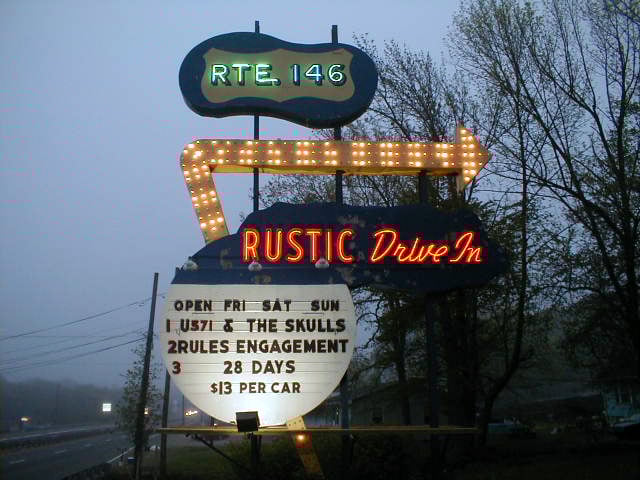 RTE. 146
RUSTIC Drive In
OPEN FRI SAT SUN
1 U571 & THE SKULLS
2RULES ENGAGEMENT
3 28 DAYS
$13 PER CAR